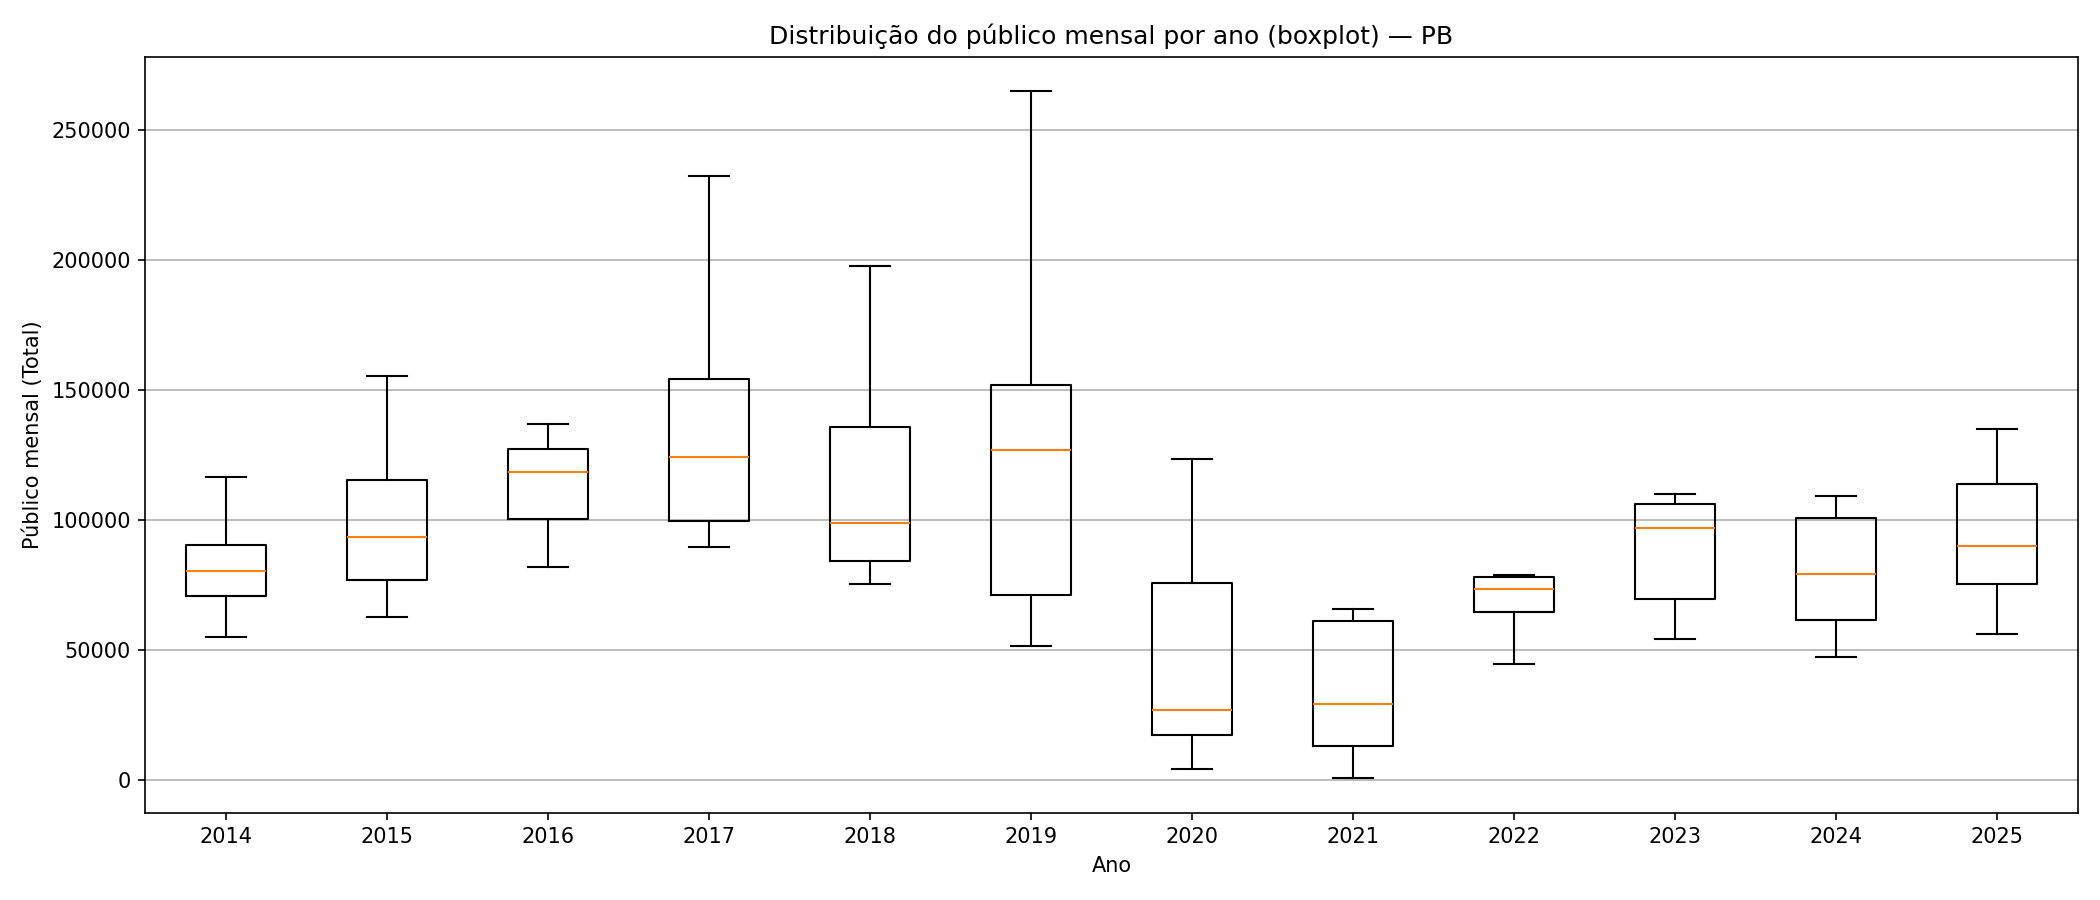 Distribuição do público mensal por ano (boxplot) — PB
Público mensal (Total)
250000
200000
150000
100000
50000
0
2014 2015 2016 2017 2018 2019 2020 2021 2022 2023 2024 2025
Ano